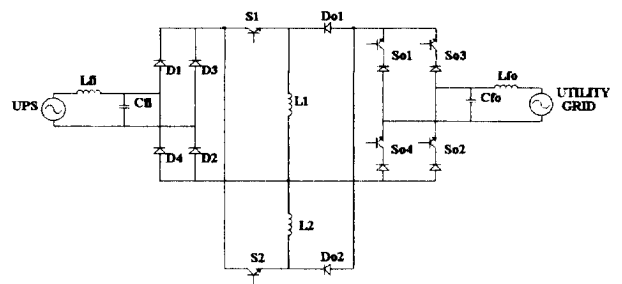 S1
Do1
So1
So3
Lfi
D1
D3
Lfo
UPS
Cfi
L1
Cfo
UTILITY
GRID
D4
D2
So4
So2
L2
S2
Do2